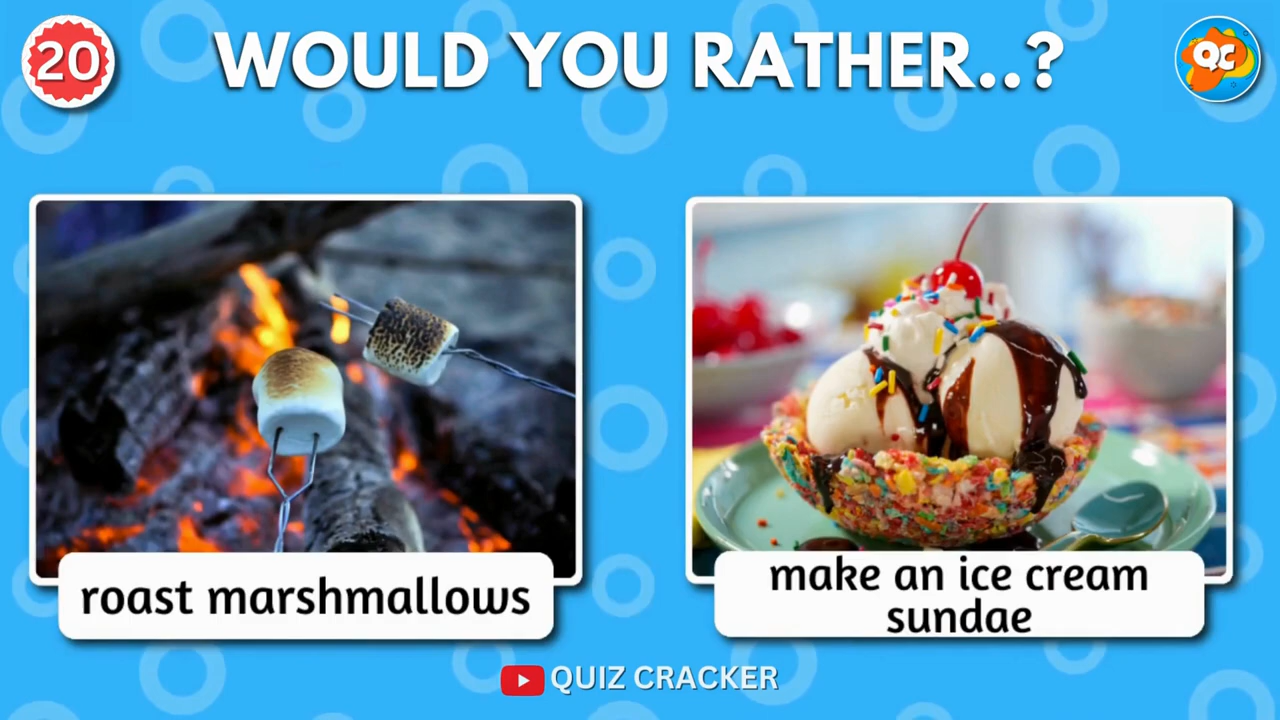 20
WOULD YOU RATHER..?
QC
roast marshmallows
make an ice cream
sundae
QUIZ CRACKER